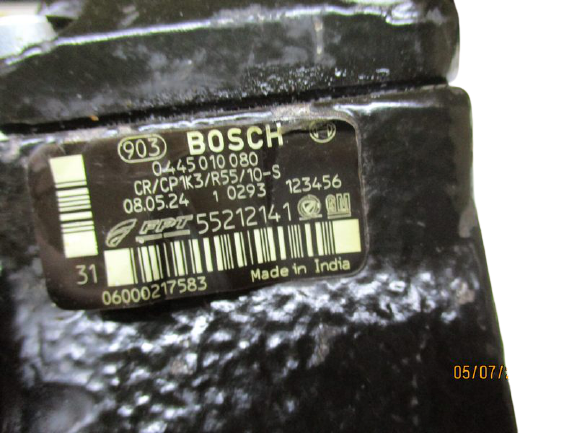 903 BOSCH
0445010080
CR/CP1K3/R55/10-S
08.05.24 1 0293 123456
FPT 55212141 GM
31
06000217583 Made in India
05/07/